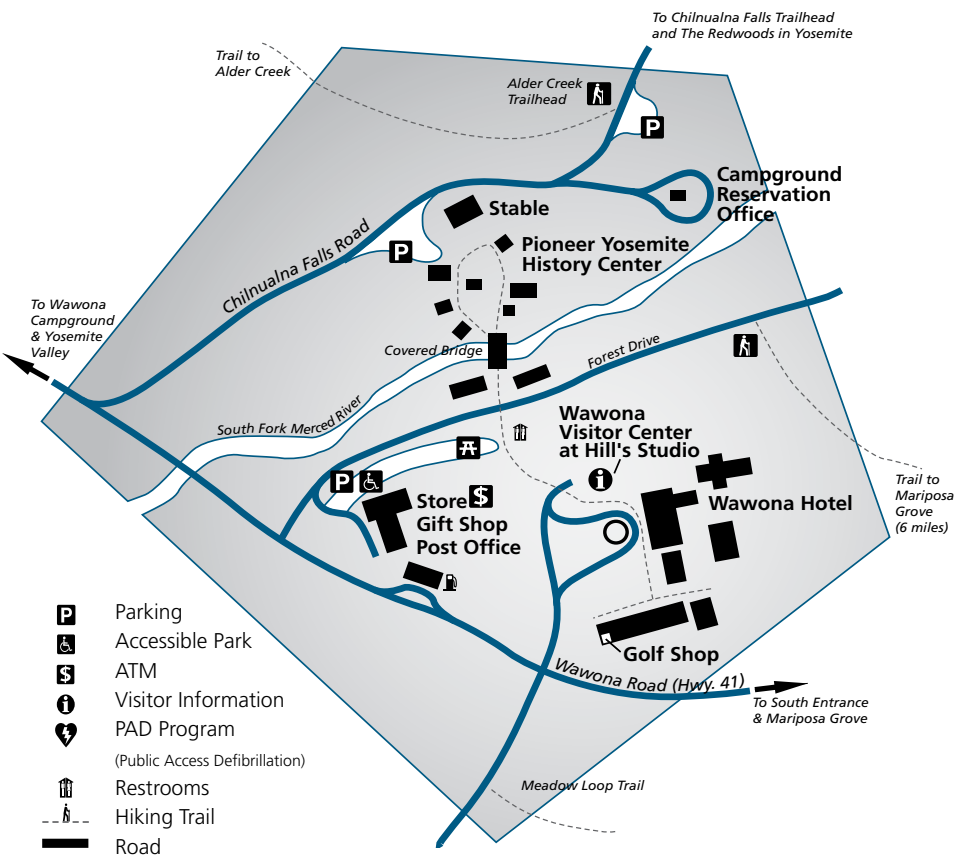 To Chilnualna Falls Trailhead
and The Redwoods in Yosemite
Trail to
Alder Creek
Alder Creek
Trailhead
P
Campground
Reservation
Office
Stable
Pioneer Yosemite
History Center
P
Chilnualna Falls Road
To Wawona
Campground
& Yosemite
Valley
Covered Bridge
Forest Drive
South Fork Merced River
Wawona
Visitor Center
at Hill's Studio
i
Trail to
Mariposa
Grove
(6 miles)
P
Store $
Gift Shop
Post Office
Wawona Hotel
Golf Shop
Wawona Road (Hwy. 41)
To South Entrance
& Mariposa Grove
Meadow Loop Trail
P Parking
Accessible Park
$ ATM
i Visitor Information
PAD Program
(Public Access Defibrillation)
Restrooms
Hiking Trail
Road